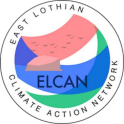 EAST LOTHIAN
ELCAN
CLIMATE ACTION NETWORK